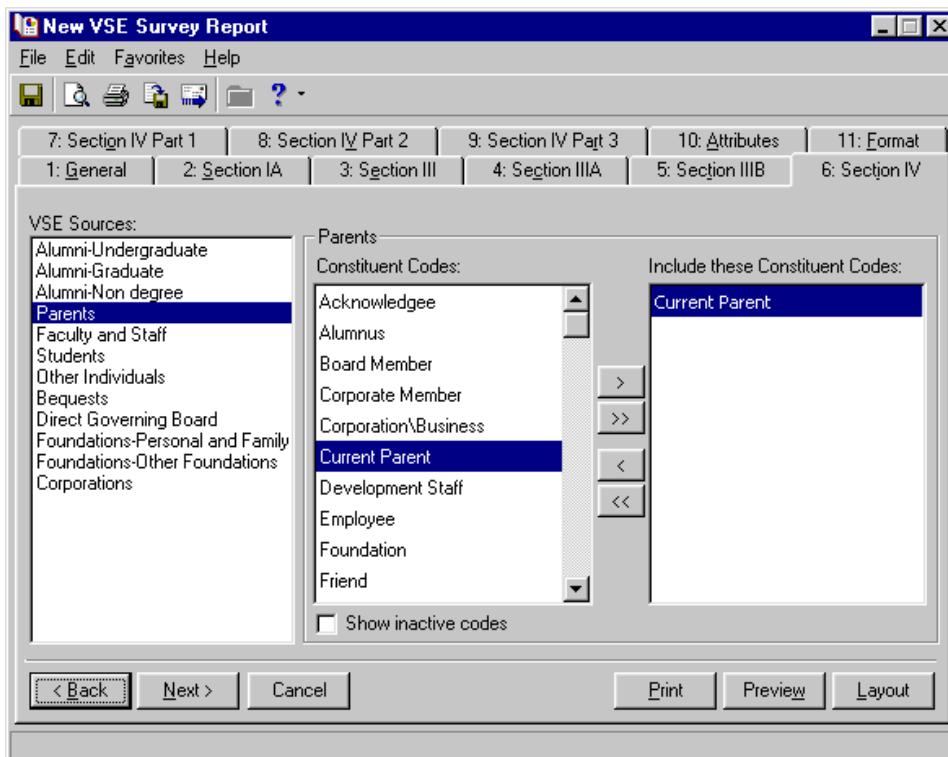 New VSE Survey Report
File Edit Favorites Help
7: Section IV Part 1 8: Section IV Part 2 9: Section IV Part 3 10: Attributes 11: Format
1: General 2: Section IA 3: Section III 4: Section IIIA 5: Section IIIB 6: Section IV
VSE Sources:
Alumni-Undergraduate
Alumni-Graduate
Alumni-Non degree
Parents
Faculty and Staff
Students
Other Individuals
Bequests
Direct Governing Board
Foundations-Personal and Family
Foundations-Other Foundations
Corporations
Parents
Constituent Codes:
Acknowledgee
Alumnus
Board Member
Corporate Member
Corporation\Business
Current Parent
Development Staff
Employee
Foundation
Friend
Show inactive codes
>
>>
<
<<
Include these Constituent Codes:
Current Parent
< Back Next > Cancel Print Preview Layout